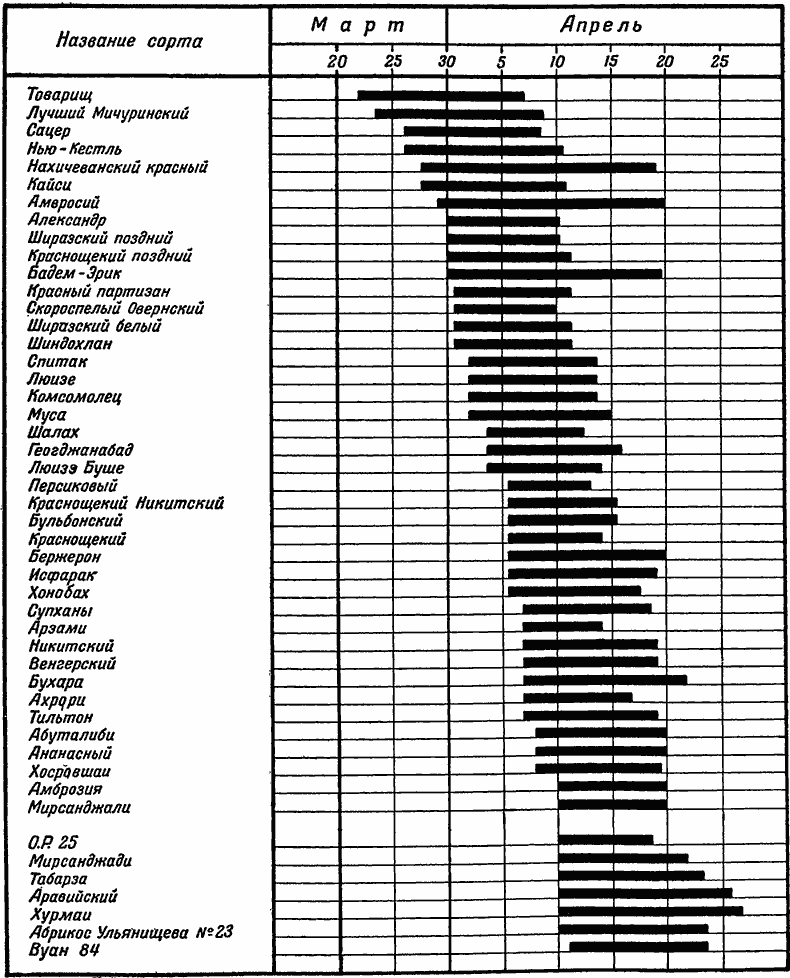 Название сорта
Март Апрель
20 25 30 5 10 15 20 25
Товарищ
Лучший Мичуринский
Сацер
Нью-Кестль
Нахичеванский красный
Кайси
Амвросий
Александр
Ширазский поздний
Краснощекий поздний
Бадем-Эрик
Красный партизан
Скороспелый Овернский
Ширазский белый
Шиндохлан
Спитак
Люизе
Комсомолец
Муса
Шалах
Геогджанабад
Люизэ Буше
Персиковый
Краснощекий Никитский
Бульбонский
Краснощекий
Бержерон
Исфарак
Хонобах
Супханы
Арзами
Никитский
Венгерский
Бухара
Ахрори
Тильтон
Абуталиби
Ананасный
Хосровшаи
Амброзия
Мирсанджали
О.Р. 25
Мирсанджади
Табарза
Аравийский
Хурмаи
Абрикос Ульянищева №23
Вуан 84